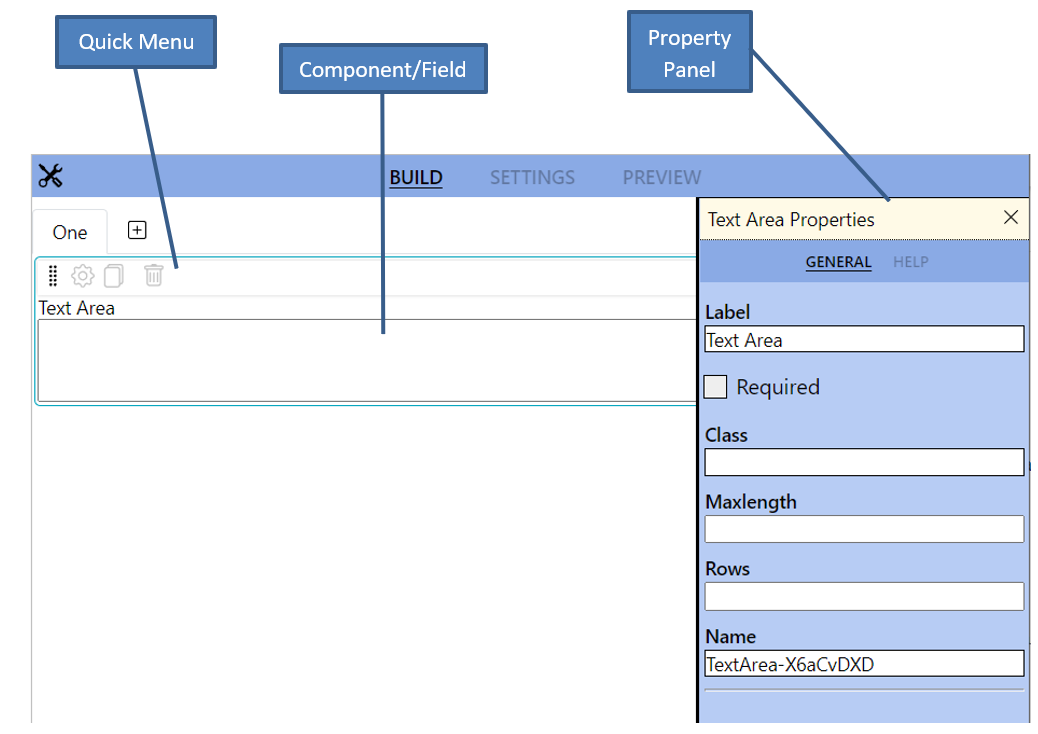 Quick Menu
Component/Field
Property
Panel
BUILD SETTINGS PREVIEW
One
Text Area
Text Area Properties
GENERAL HELP
Label
Text Area
Required
Class
Maxlength
Rows
Name
TextArea-X6aCvDXD